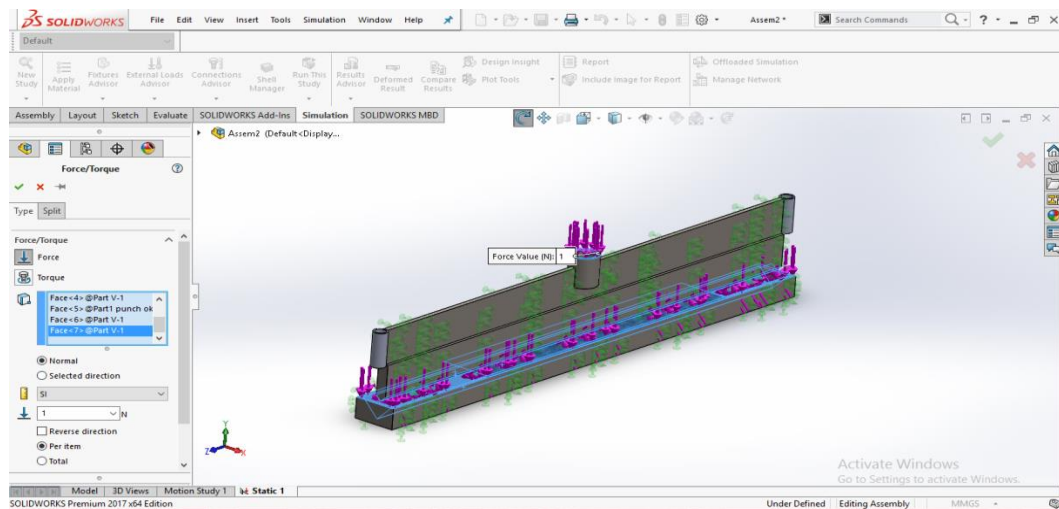 SOLIDWORKS File Edit View Insert Tools Simulation Window Help Assem2 * Search Commands
Default
New Study
Apply Material
Fixtures Advisor
External Loads Advisor
Connections Advisor
Shell Manager
Run This Study
Results Advisor
Deformed Result
Compare Results
Design Insight
Plot Tools
Report
Include Image for Report
Offloaded Simulation
Manage Network
Assembly Layout Sketch Evaluate SOLIDWORKS Add-Ins Simulation SOLIDWORKS MBD
Assem2 (Default<Display...
Force/Torque
Type Split
Force/Torque
Force
Torque
Face<4> @Part V-1
Face<5> @Part1 punch ok
Face<6> @Part V-1
Face<7> @Part V-1
Normal
Selected direction
SI
1 N
Reverse direction
Per item
Total
Force Value (N): 1
Y
Z X
Activate Windows
Go to Settings to activate Windows.
Model 3D Views Motion Study 1 Static 1
SOLIDWORKS Premium 2017 x64 Edition Under Defined Editing Assembly MMGS